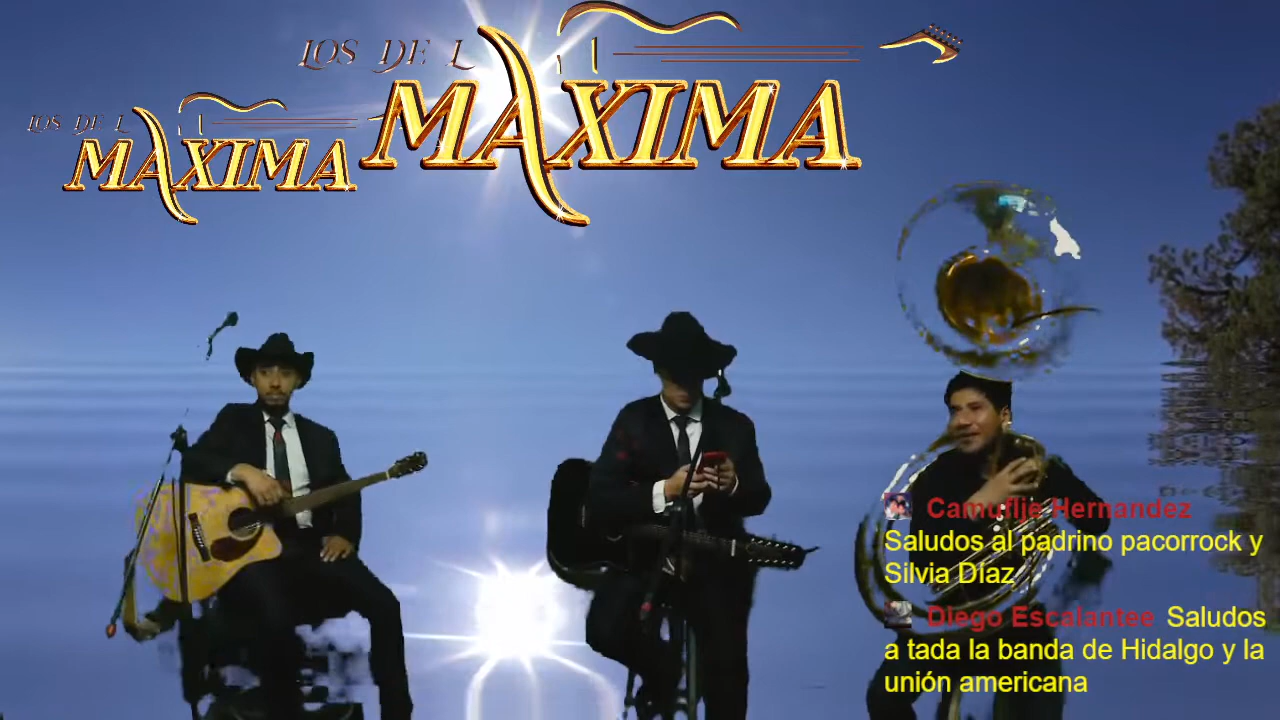 LOS DE L
MAXIMA
LOS DE L
MAXIMA
Camuflje Hernandez
Saludos al padrino pacorrock y
Silvia Díaz
Diego Escalantee Saludos
a tada la banda de Hidalgo y la
unión americana